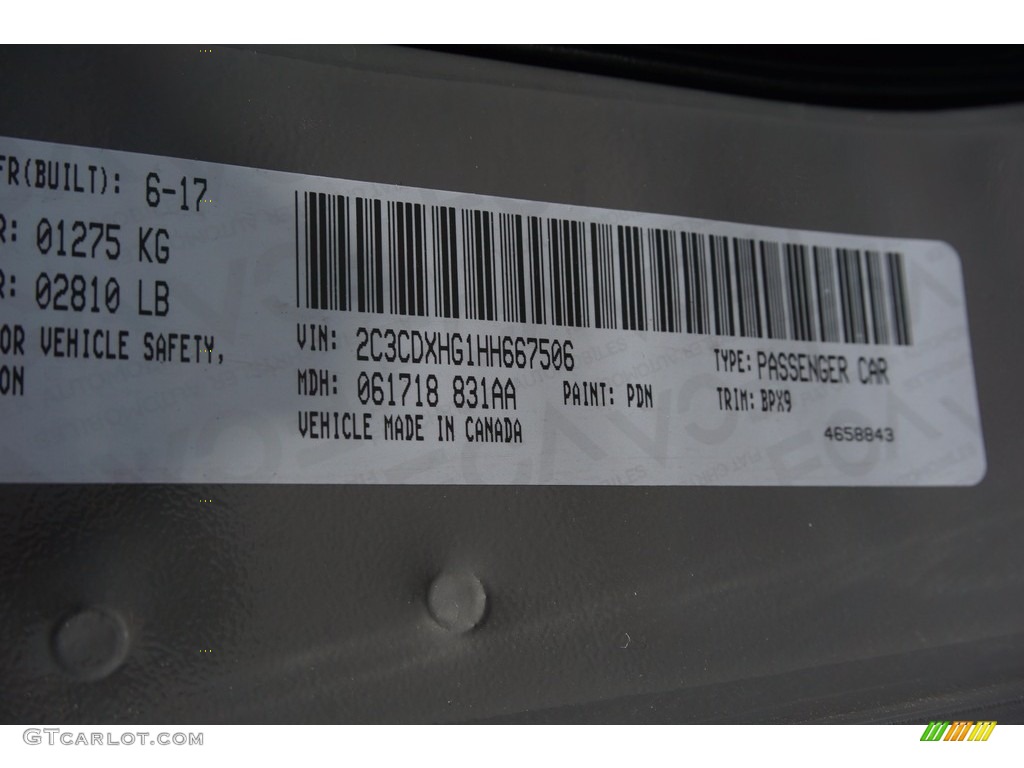 FR(BUILT): 6-17
R: 01275 KG
R: 02810 LB
OR VEHICLE SAFETY,
ON
VIN: 2C3CDXHG1HH667506
TYPE: PASSENGER CAR
MDH: 061718 831AA
PAINT: PDN
TRIM: BPX9
VEHICLE MADE IN CANADA
4658843
GTCARLOT.COM